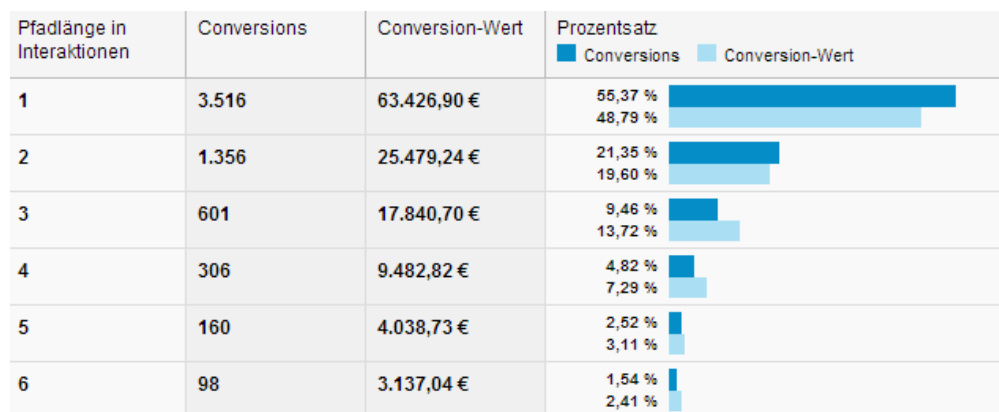 Pfadlänge in Interaktionen Conversions Conversion-Wert Prozentsatz
Conversions Conversion-Wert
1 3.516 63.426,90 € 55,37 %
48,79 %
2 1.356 25.479,24 € 21,35 %
19,60 %
3 601 17.840,70 € 9,46 %
13,72 %
4 306 9.482,82 € 4,82 %
7,29 %
5 160 4.038,73 € 2,52 %
3,11 %
6 98 3.137,04 € 1,54 %
2,41 %